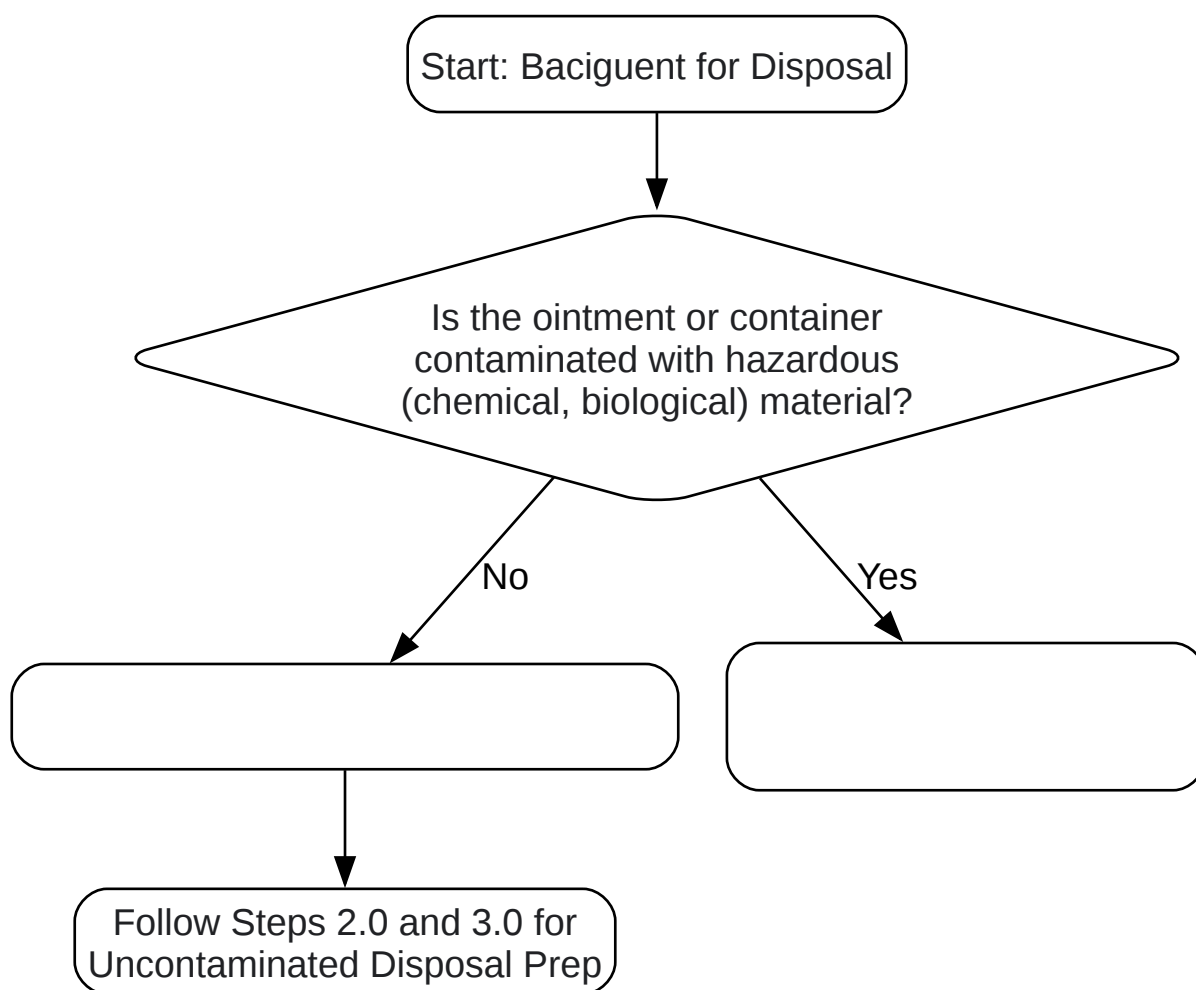 Start: Baciguent for Disposal
Is the ointment or container
contaminated with hazardous
(chemical, biological) material?
No
Yes
Follow Steps 2.0 and 3.0 for
Uncontaminated Disposal Prep